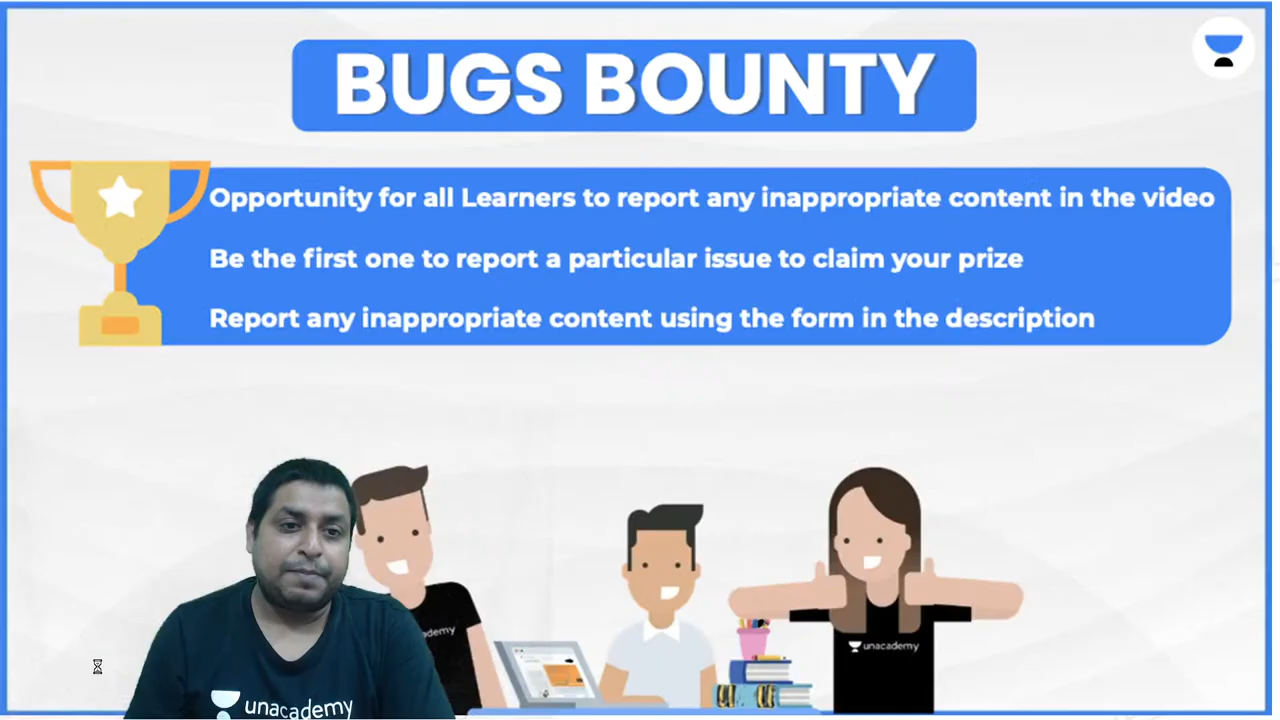 BUGS BOUNTY
Opportunity for all Learners to report any inappropriate content in the video
Be the first one to report a particular issue to claim your prize
Report any inappropriate content using the form in the description
ademy
unacademy
unacademy